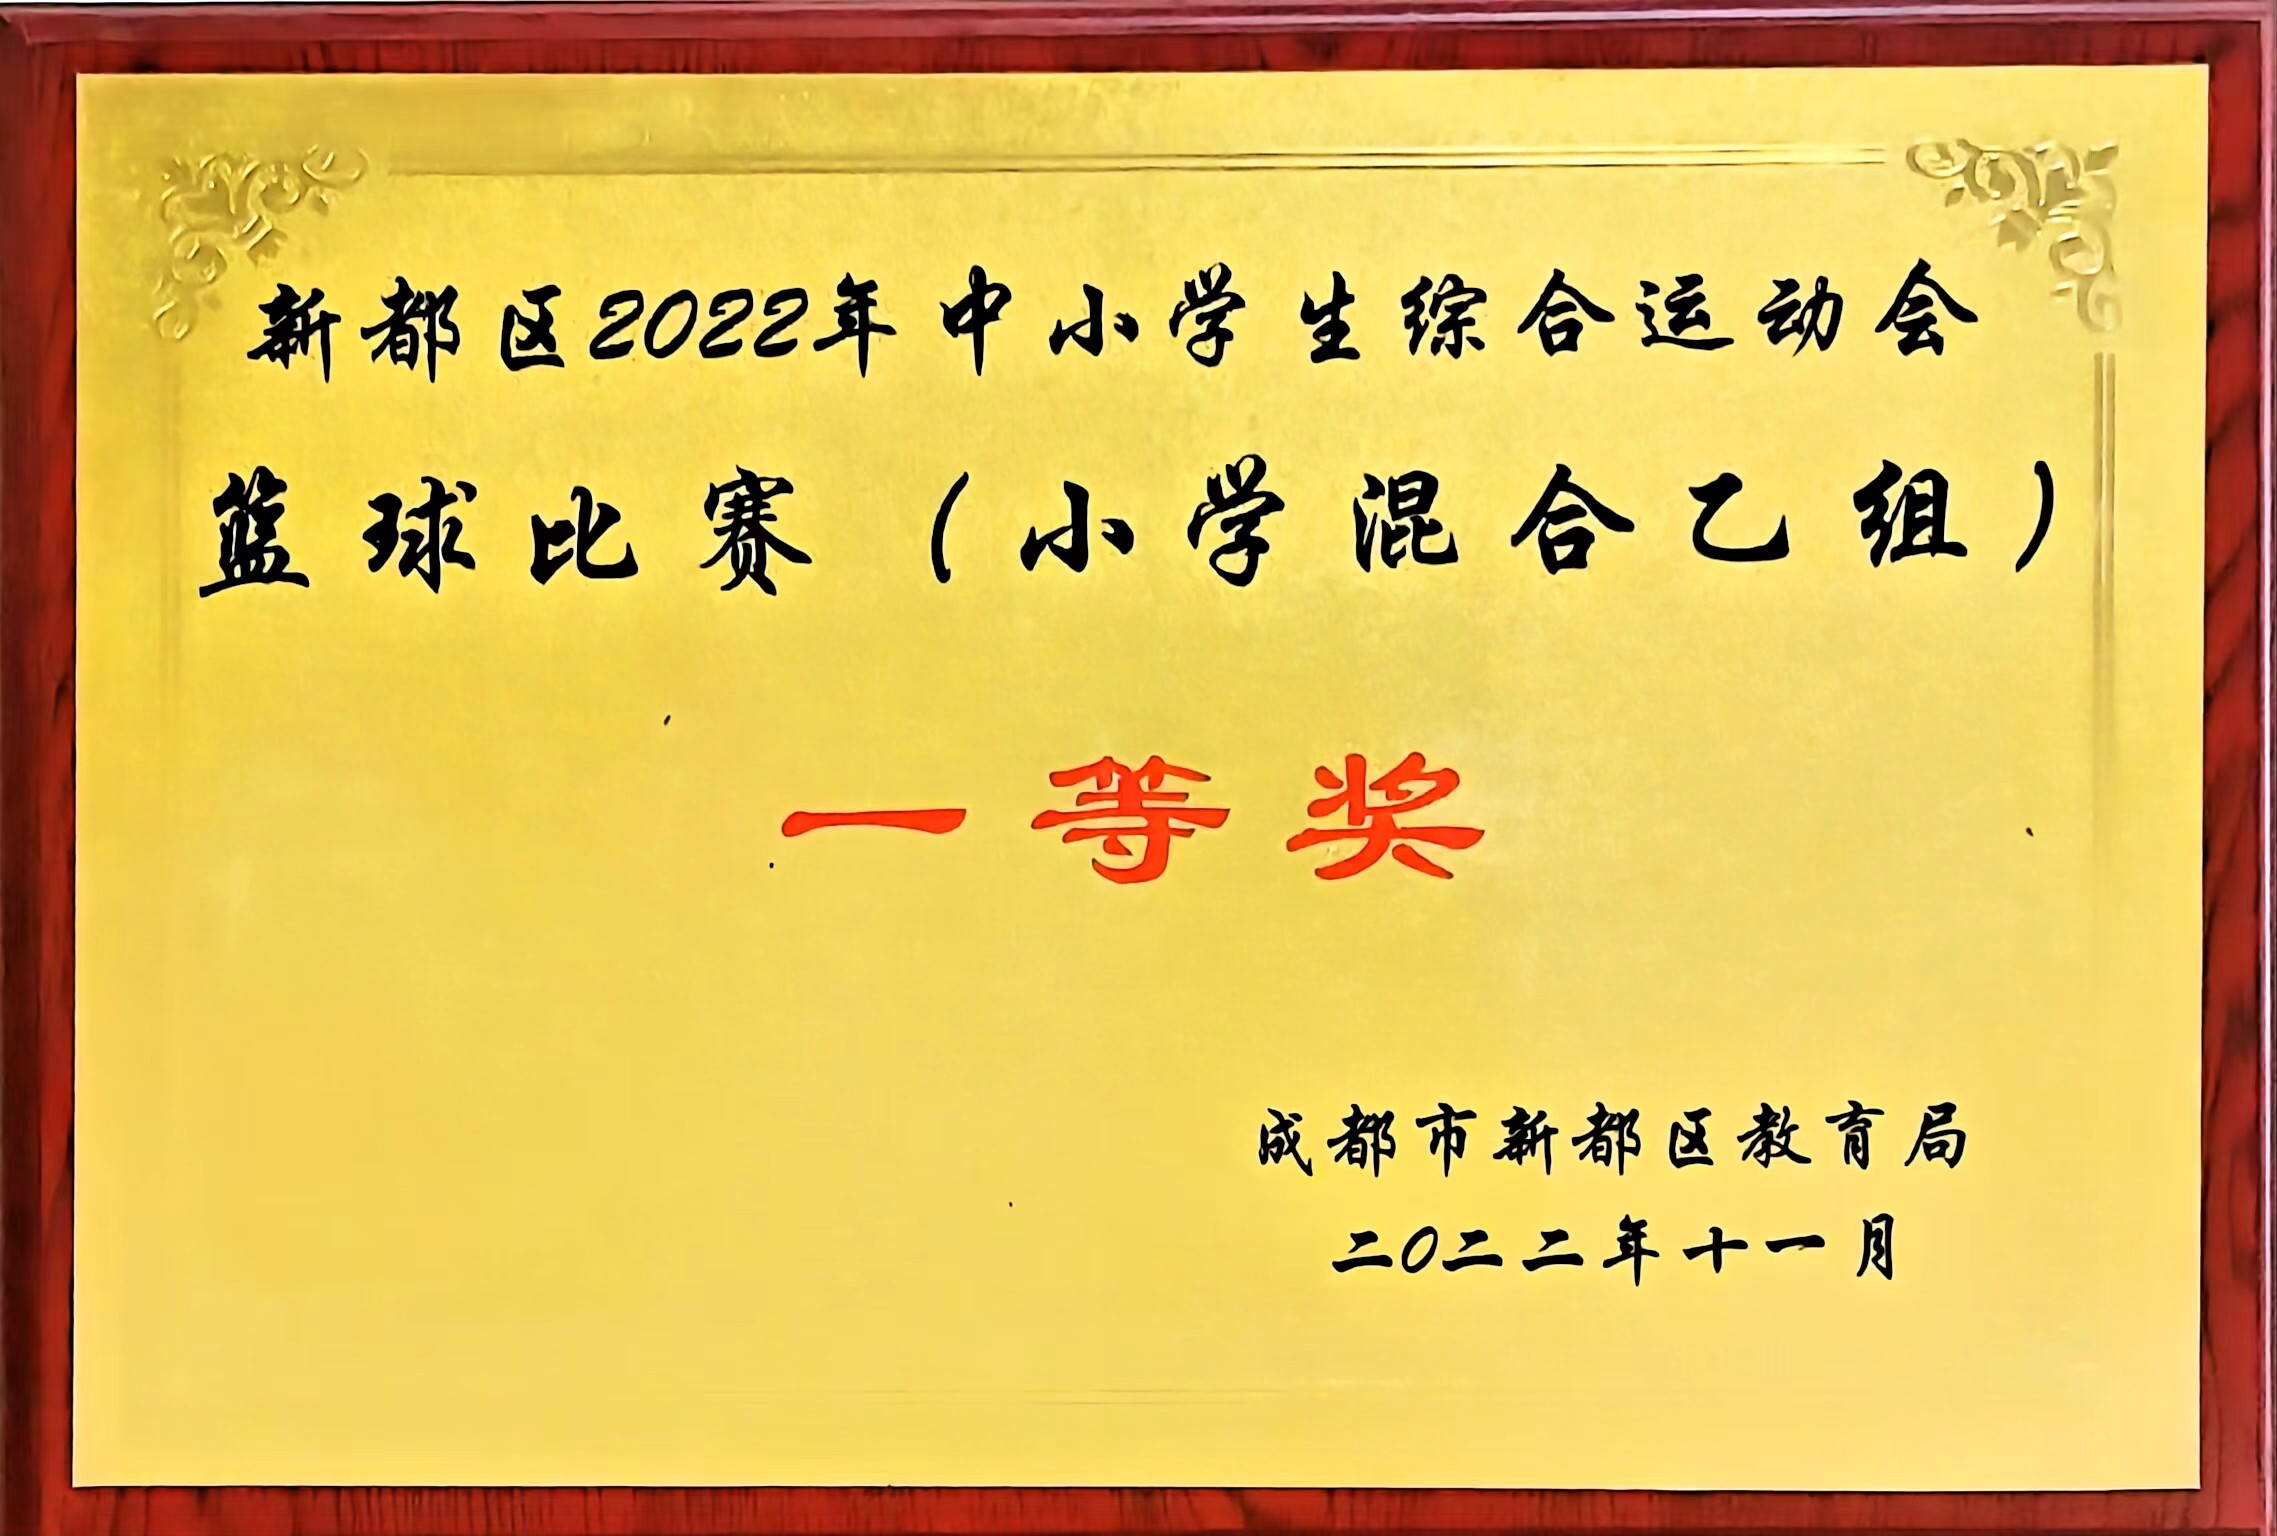 新都区2022年中小学生综合运动会
篮球比赛（小学混合乙组）
一等奖
成都市新都区教育局
二0二二年十一月